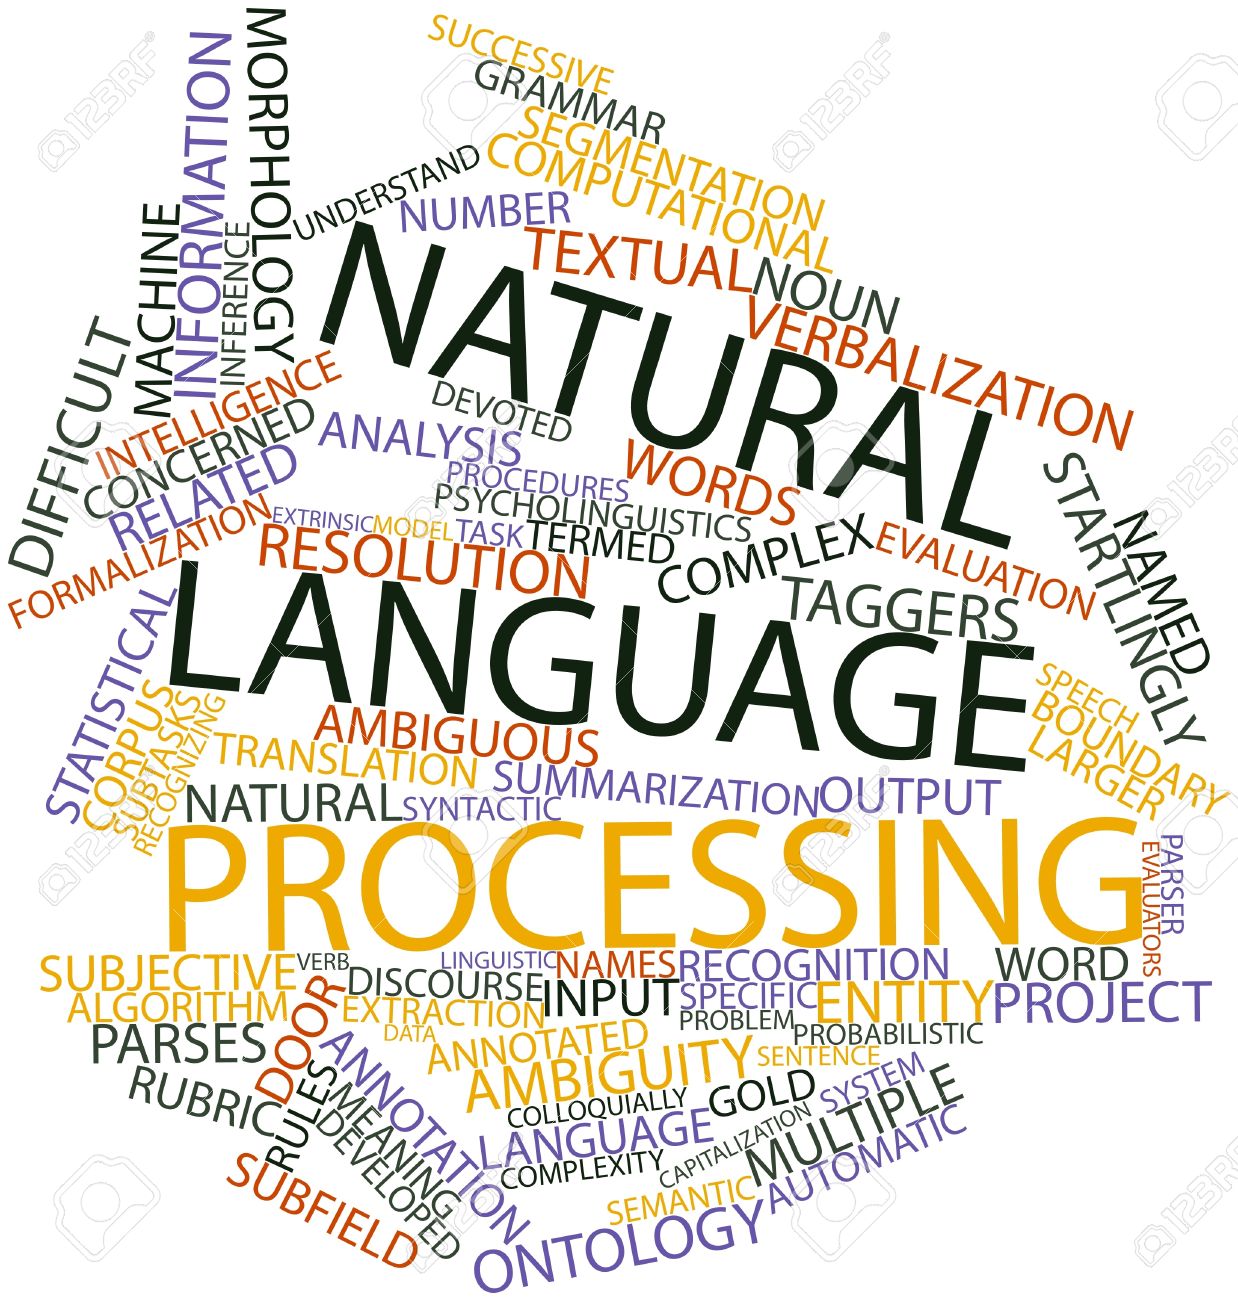 SUCCESSIVE
GRAMMAR
SEGMENTATION
COMPUTATIONAL
MORPHOLOGY
INFORMATION
UNDERSTAND
NUMBER
MACHINE
INFERENCE
TEXTUAL
NOUN
VERBALIZATION
NATURAL
DIFFICULT
INTELLIGENCE
CONCERNED
RELATED
FORMALIZATION
DEVOTED
ANALYSIS
WORDS
PROCEDURES
PSYCHOLINGUISTICS
EXTRINSIC
MODEL
TASK
TERMED
COMPLEX
EVALUATION
STARTLINGLY
NAMED
RESOLUTION
TAGGERS
LANGUAGE
STATISTICAL
CORPUS
SUBTASKS
RECOGNIZING
AMBIGUOUS
SPEECH
BOUNDARY
LARGER
TRANSLATION
SUMMARIZATION
OUTPUT
NATURAL
SYNTACTIC
PROCESSING
PARSER
EVALUATORS
SUBJECTIVE
VERB
LINGUISTIC
NAMES
RECOGNITION
WORD
DISCOURSE
INPUT
SPECIFIC
ENTITY
PROJECT
ALGORITHM
DOOR
EXTRACTION
DATA
PROBLEM
PROBABILISTIC
PARSES
ANNOTATED
AMBIGUITY
SENTENCE
RUBRIC
RULES
ANNOTATION
MEANING
DEVELOPED
COLLOQUIALLY
GOLD
SYSTEM
LANGUAGE
CAPITALIZATION
MULTIPLE
COMPLEXITY
AUTOMATIC
SUBFIELD
SEMANTIC
ONTOLOGY
123RF